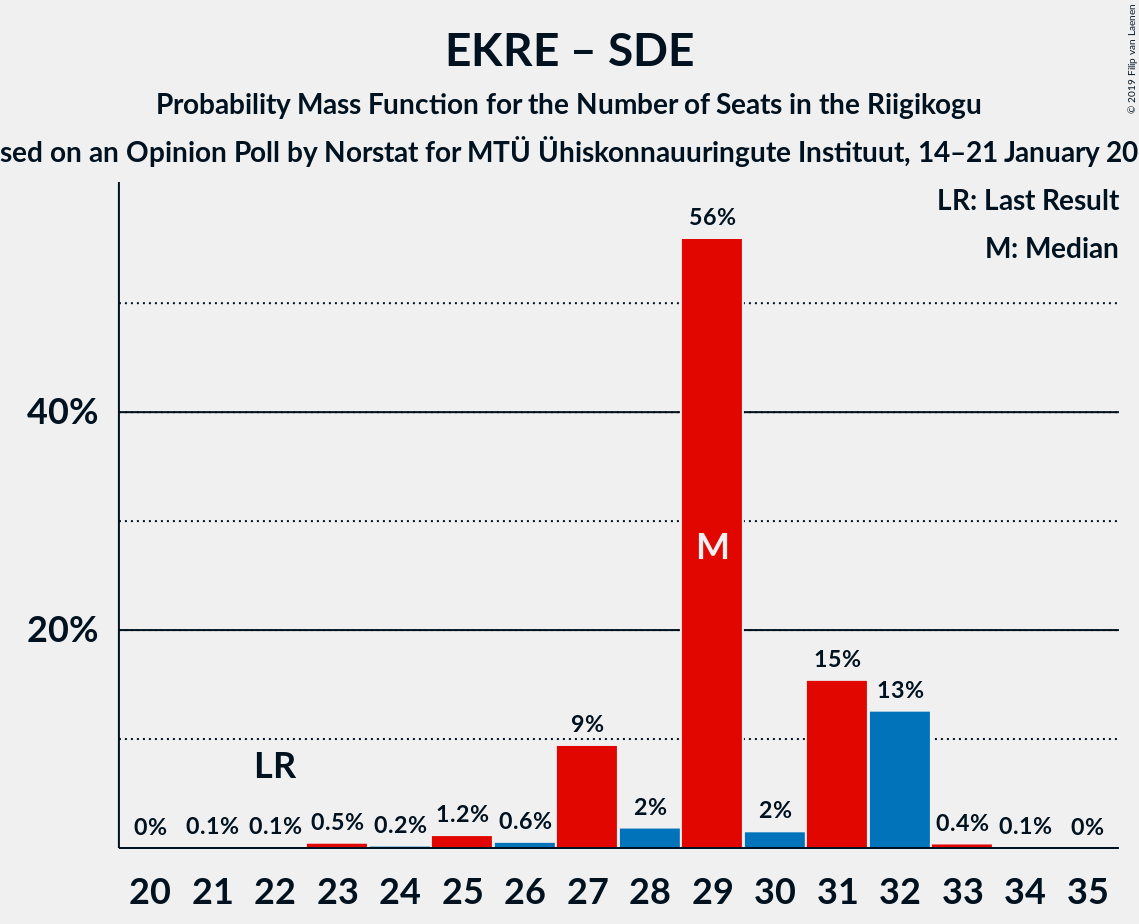 EKRE – SDE
Probability Mass Function for the Number of Seats in the Riigikogu
sed on an Opinion Poll by Norstat for MTÜ Ühiskonnauuringute Instituut, 14–21 January 20
© 2019 Filip van Laenen
LR: Last Result
M: Median
56%
40%
M
20%
15%
13%
9%
LR
0% 0.1% 0.1% 0.5% 0.2% 1.2% 0.6% 2% 2% 0.4% 0.1% 0%
20 21 22 23 24 25 26 27 28 29 30 31 32 33 34 35